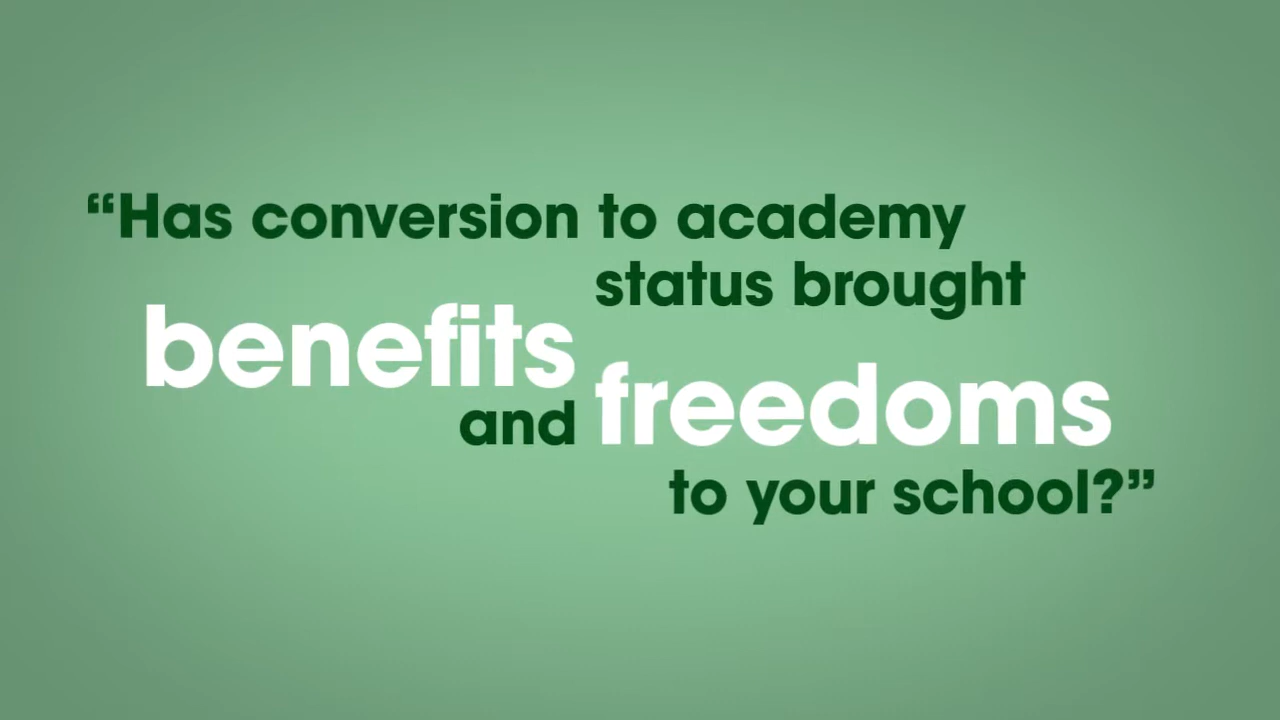 “Has conversion to academy
status brought
benefits
and freedoms
to your school?”